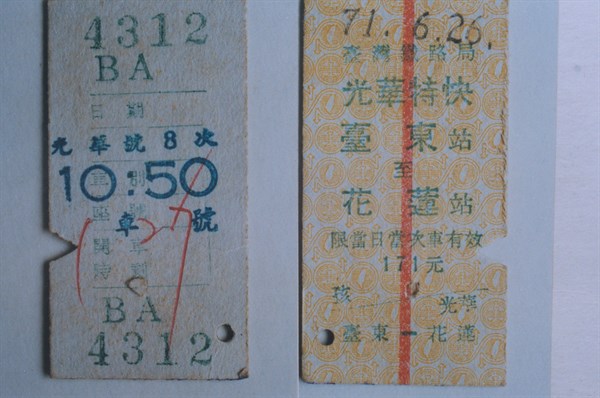 4312
BA
日期
光華號8次
10.50
車 號
BA
4312
71.6.26.
臺灣鐵路局
光華特快
臺東站
至
花蓮站
限當日當次車有效
171元
孩 光華
臺東—花蓮